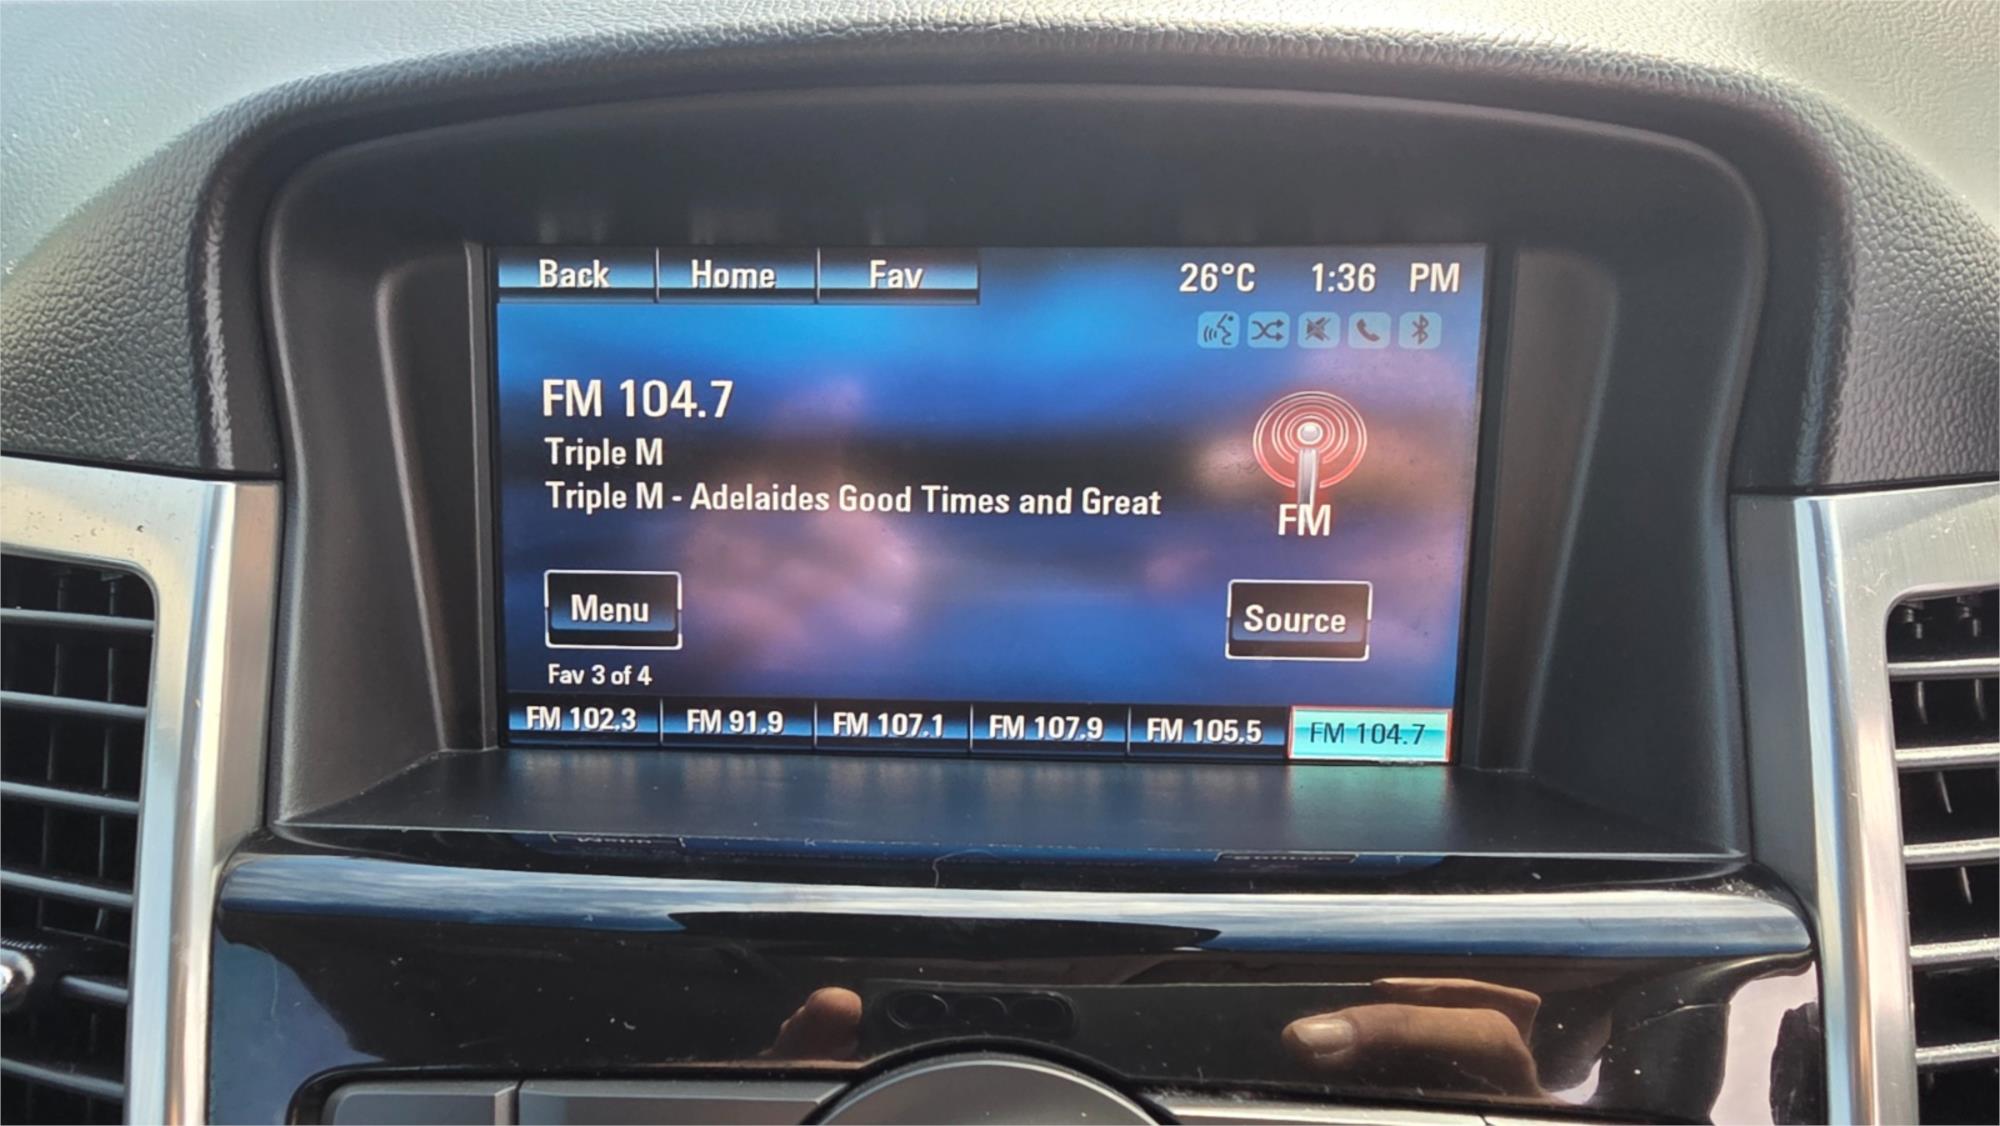 Back Home Fav 26°C 1:36 PM
FM 104.7
Triple M
Triple M - Adelaides Good Times and Great
FM
Menu Source
Fav 3 of 4
FM 102.3 FM 91.9 FM 107.1 FM 107.9 FM 105.5 FM 104.7